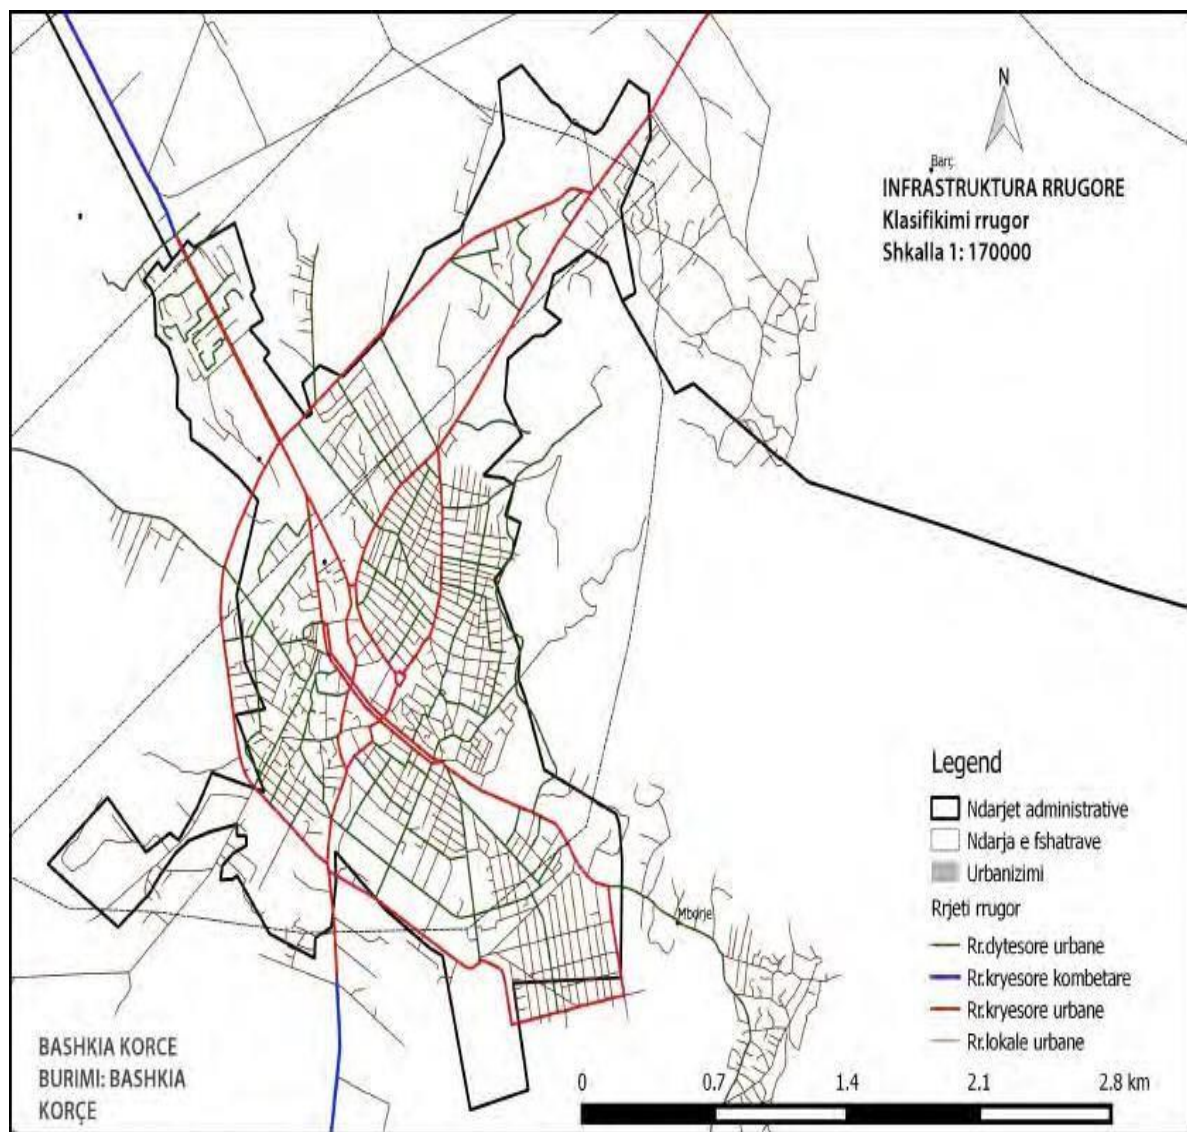 N
Barç
INFRASTRUKTURA RRUGORE
Klasifikimi rrugor
Shkalla 1: 170000
Legend
Ndarjet administrative
Ndarja e fshatrave
Urbanizimi
Rrjeti rrugor
Rr.dytesore urbane
Rr.kryesore kombetare
Rr.kryesore urbane
Rr.lokale urbane
Mborje
BASHKIA KORCE
BURIMI: BASHKIA
KORÇE
0 0.7 1.4 2.1 2.8 km